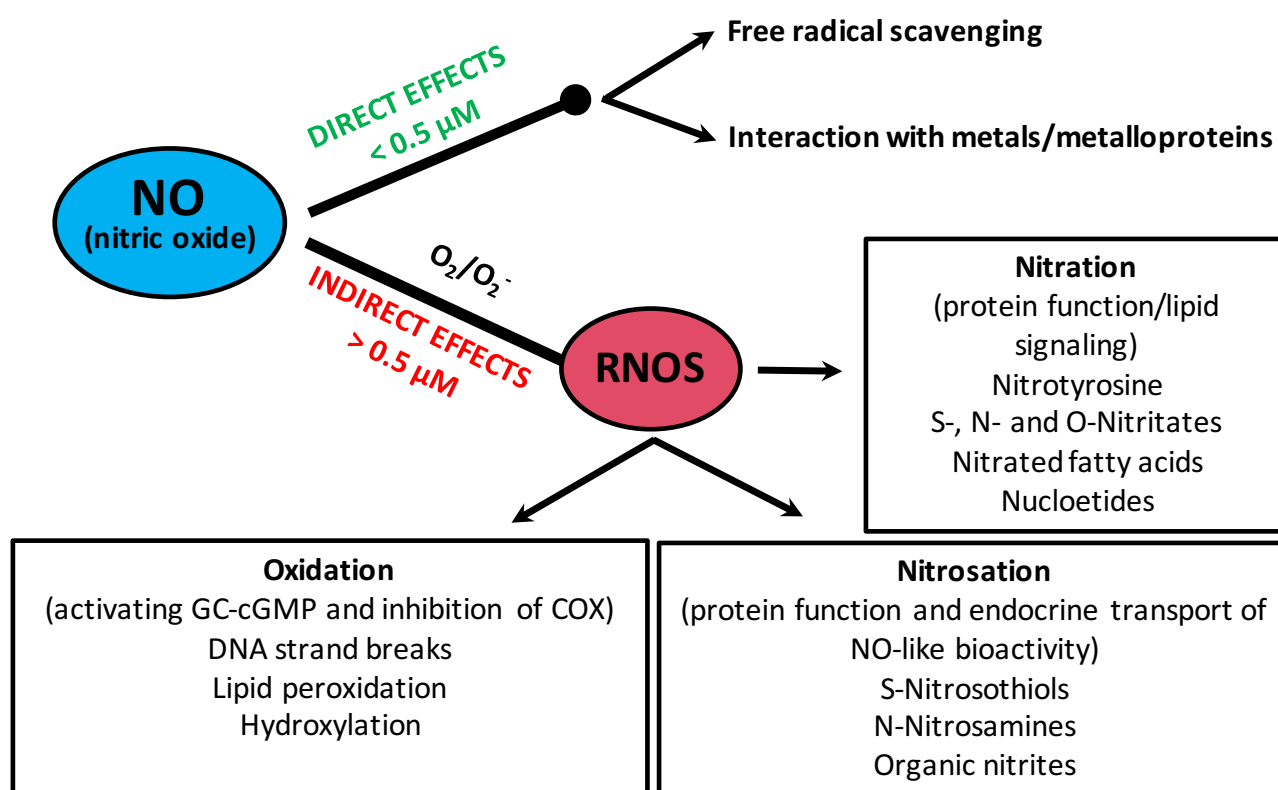 Free radical scavenging
DIRECT EFFECTS
< 0.5 µM
Interaction with metals/metalloproteins
NO
(nitric oxide)
O₂/O₂⁻
INDIRECT EFFECTS
> 0.5 µM
RNOS
Nitration
(protein function/lipid
signaling)
Nitrotyrosine
S-, N- and O-Nitritates
Nitrated fatty acids
Nucloetides
Oxidation
(activating GC-cGMP and inhibition of COX)
DNA strand breaks
Lipid peroxidation
Hydroxylation
Nitrosation
(protein function and endocrine transport of
NO-like bioactivity)
S-Nitrosothiols
N-Nitrosamines
Organic nitrites